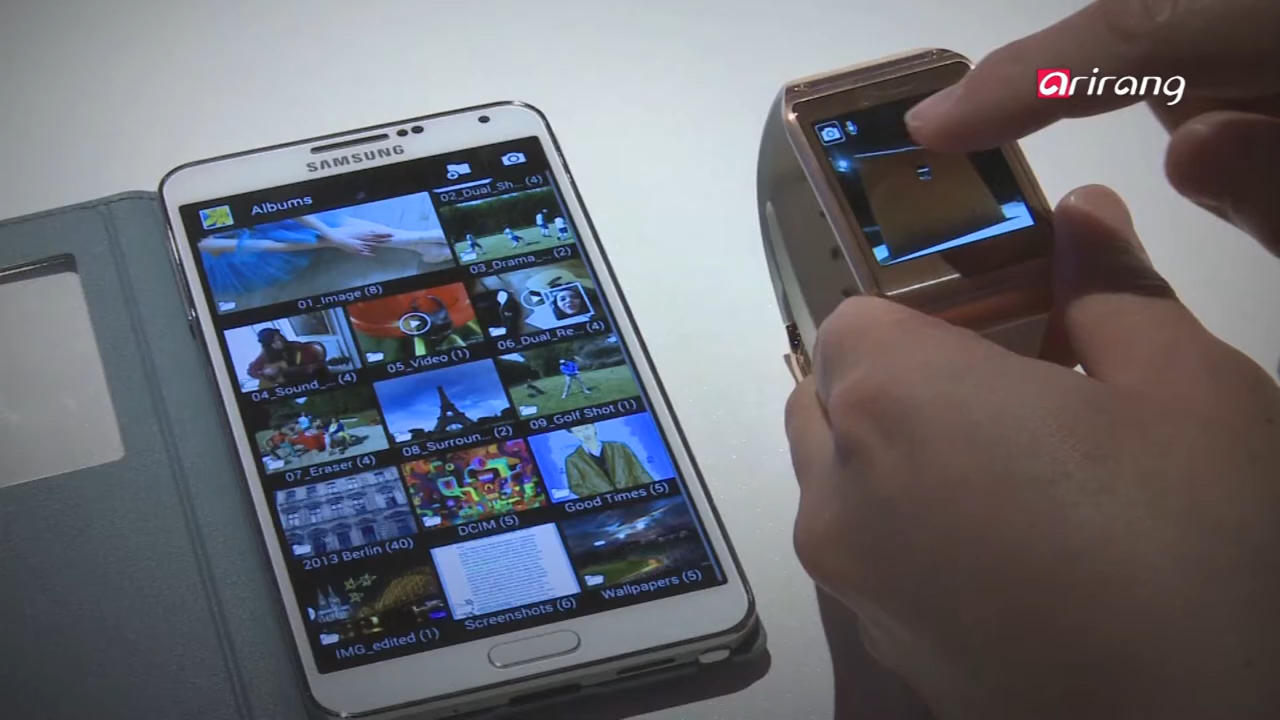 arirang
SAMSUNG
Albums
02_Dual_Sh... (4)
01_Image (8)
03_Drama_... (2)
04_Sound_... (4)
05_Video (1)
06_Dual_Re... (4)
07_Eraser (4)
08_Surroun... (2)
09_Golf Shot (1)
2013 Berlin (40)
DCIM (5)
Good Times (5)
IMG_edited (1)
Screenshots (6)
Wallpapers (5)